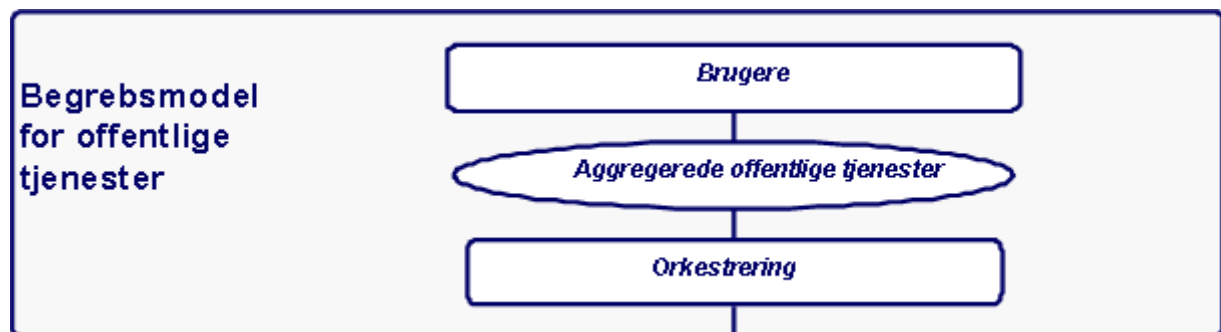 Begrebsmodel
for offentlige
tjenester
Brugere
Aggregerede offentlige tjenester
Orkestrering